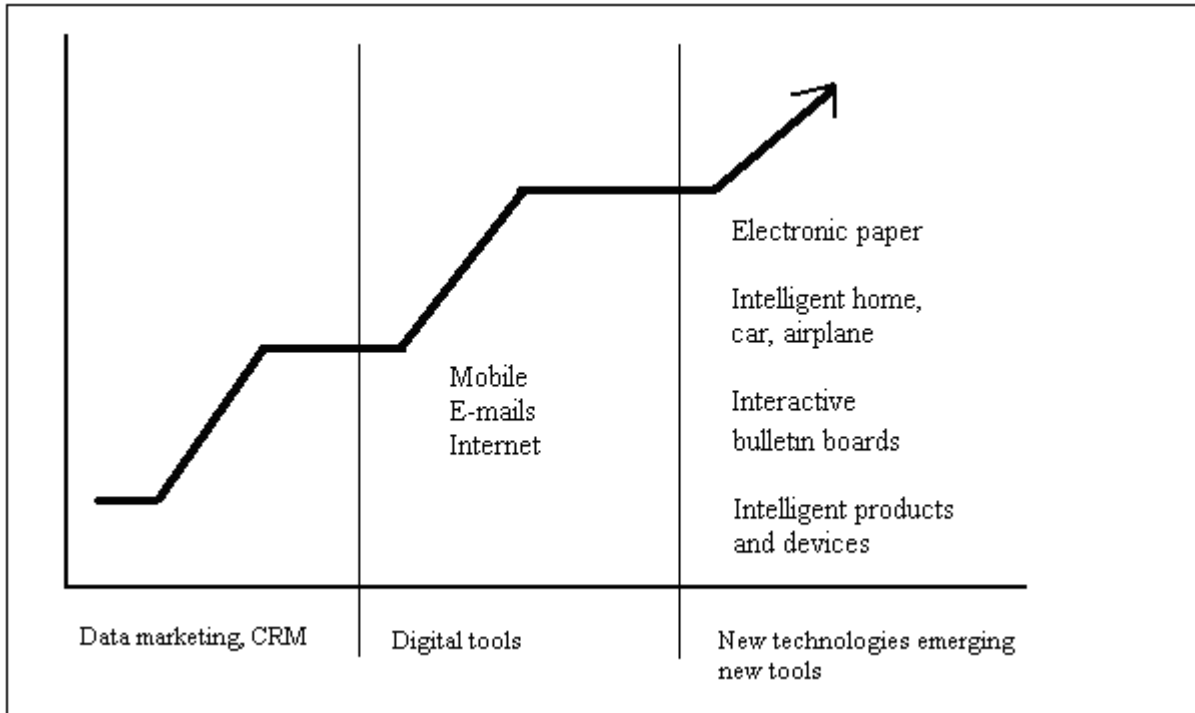 Electronic paper
Intelligent home,
car, airplane
Mobile
E-mails
Internet
Interactive
bulletin boards
Intelligent products
and devices
Data marketing, CRM
Digital tools
New technologies emerging
new tools